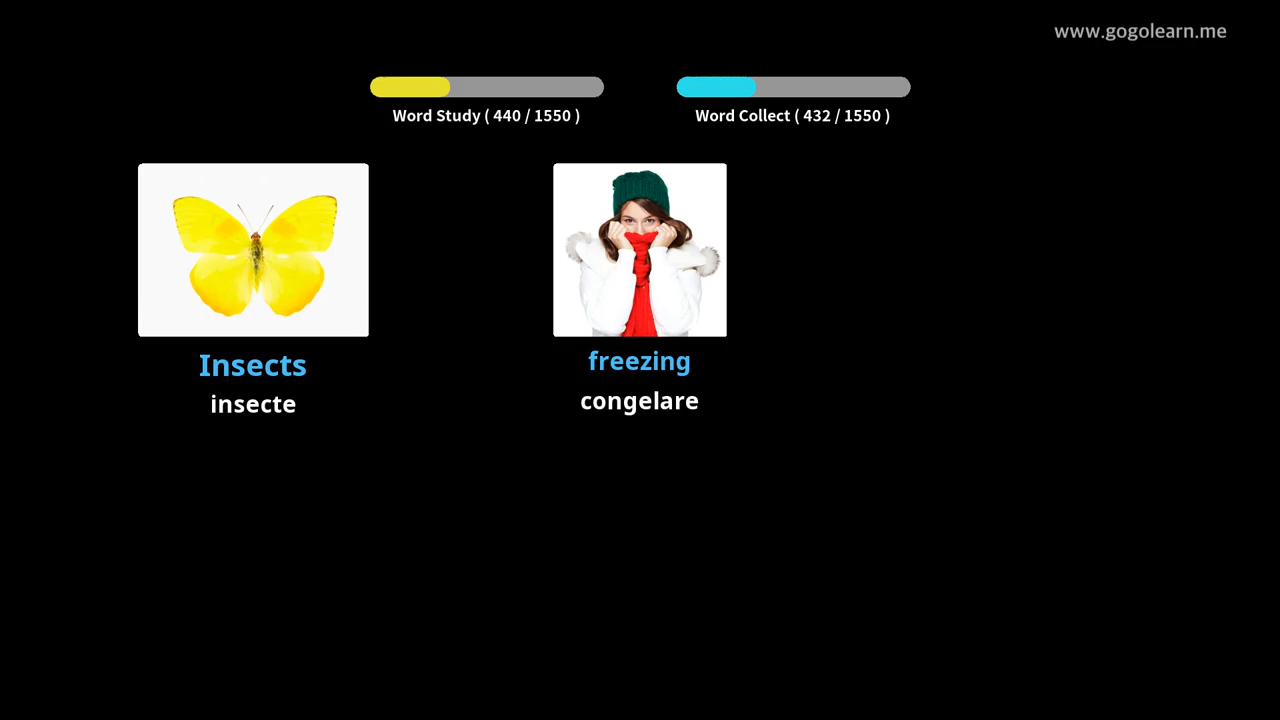 www.gogolearn.me
Word Study ( 440 / 1550 )
Word Collect ( 432 / 1550 )
Insects
insecte
freezing
congelare